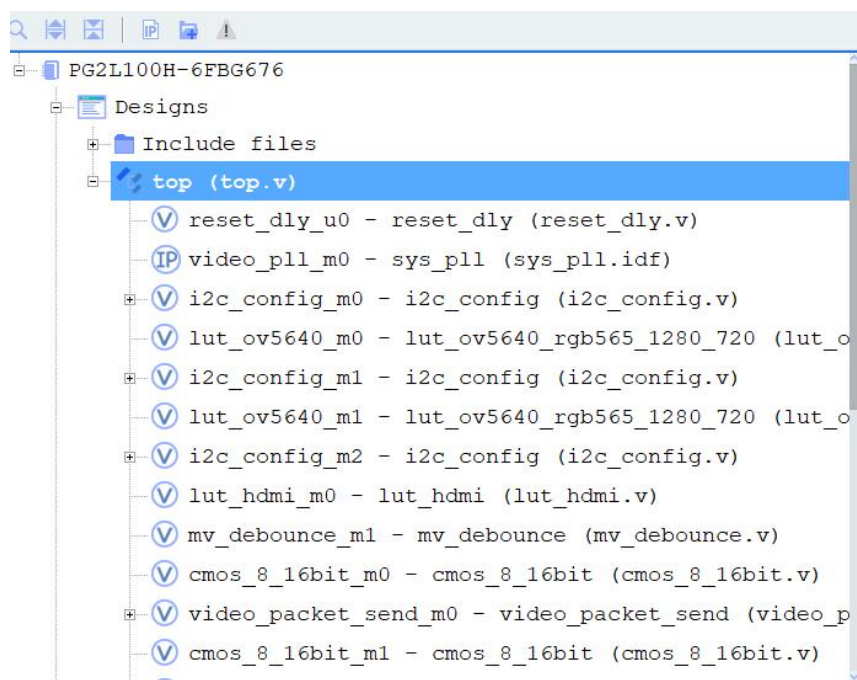 IP
PG2L100H-6FBG676
Designs
Include files
top (top.v)
V reset_dly_u0 - reset_dly (reset_dly.v)
IP video_pll_m0 - sys_pll (sys_pll.idf)
V i2c_config_m0 - i2c_config (i2c_config.v)
V lut_ov5640_m0 - lut_ov5640_rgb565_1280_720 (lut_o
V i2c_config_m1 - i2c_config (i2c_config.v)
V lut_ov5640_m1 - lut_ov5640_rgb565_1280_720 (lut_o
V i2c_config_m2 - i2c_config (i2c_config.v)
V lut_hdmi_m0 - lut_hdmi (lut_hdmi.v)
V mv_debounce_m1 - mv_debounce (mv_debounce.v)
V cmos_8_16bit_m0 - cmos_8_16bit (cmos_8_16bit.v)
V video_packet_send_m0 - video_packet_send (video_p
V cmos_8_16bit_m1 - cmos_8_16bit (cmos_8_16bit.v)